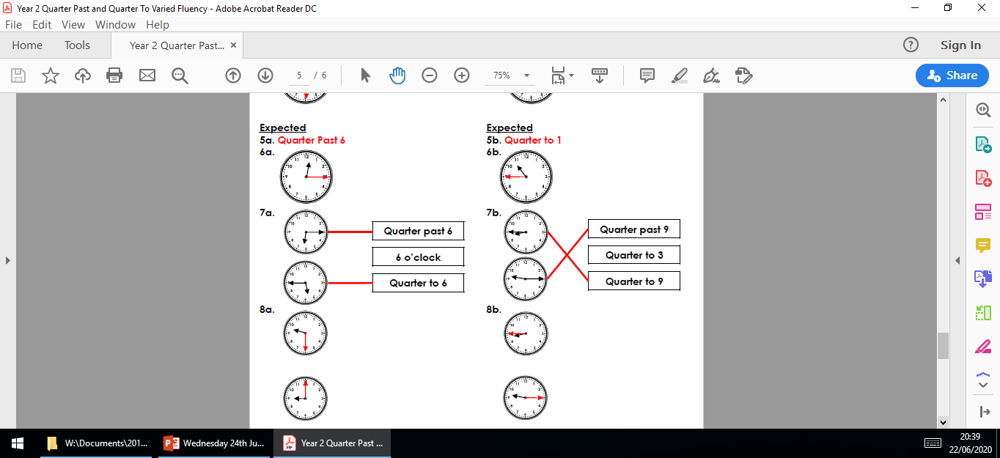 Year 2 Quarter Past and Quarter To Varied Fluency - Adobe Acrobat Reader DC
File Edit View Window Help
Home Tools Year 2 Quarter Past... × Sign In
5 / 6 75% Share
Expected
5a. Quarter Past 6
6a.
7a.
Quarter past 6
6 o'clock
Quarter to 6
8a.
Expected
5b. Quarter to 1
6b.
7b.
Quarter past 9
Quarter to 3
Quarter to 9
8b.
W:\Documents\201... Wednesday 24th Ju... Year 2 Quarter Past ...
20:39
22/06/2020